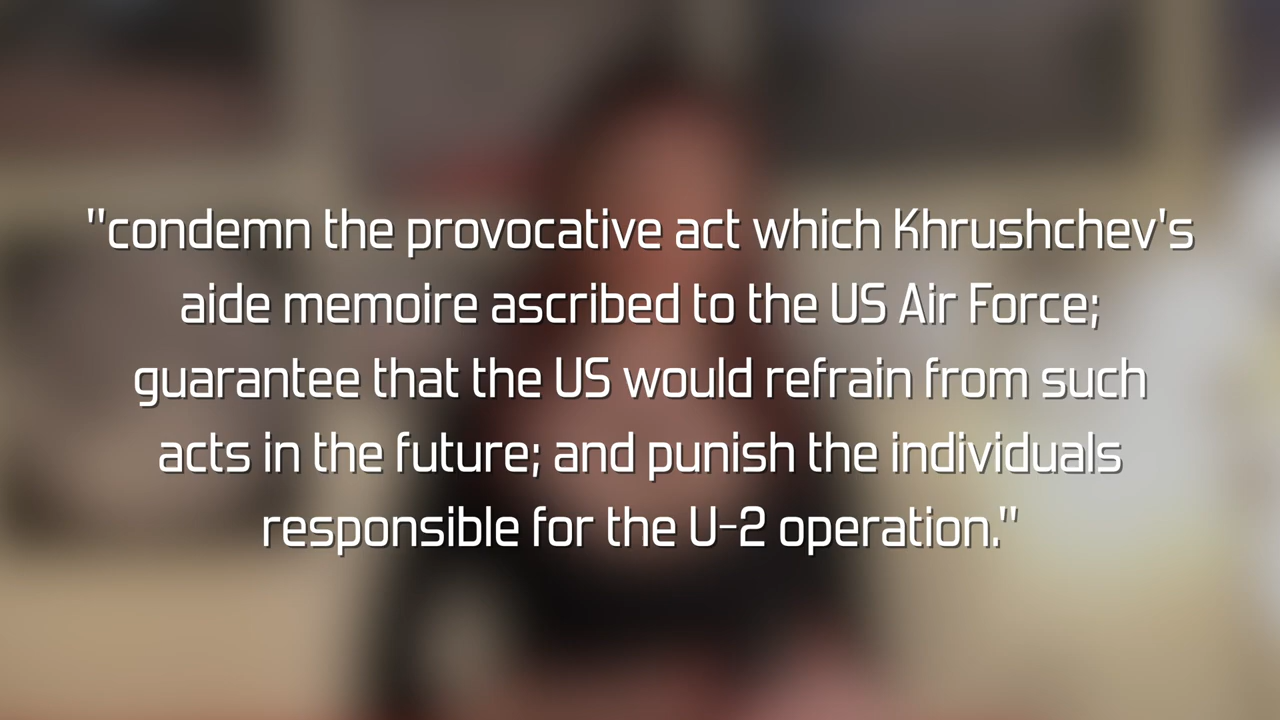 "condemn the provocative act which Khrushchev's
aide memoire ascribed to the US Air Force;
guarantee that the US would refrain from such
acts in the future; and punish the individuals
responsible for the U-2 operation."